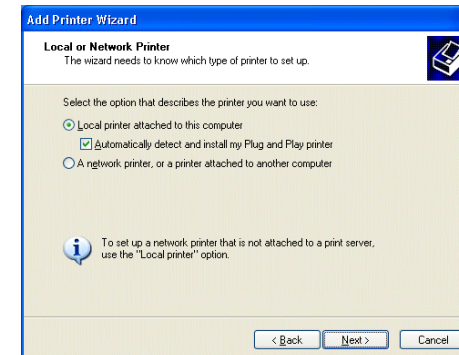 Add Printer Wizard
Local or Network Printer
The wizard needs to know which type of printer to set up.
Select the option that describes the printer you want to use:
Local printer attached to this computer
Automatically detect and install my Plug and Play printer
A network printer, or a printer attached to another computer
To set up a network printer that is not attached to a print server,
use the "Local printer" option.
< Back Next > Cancel